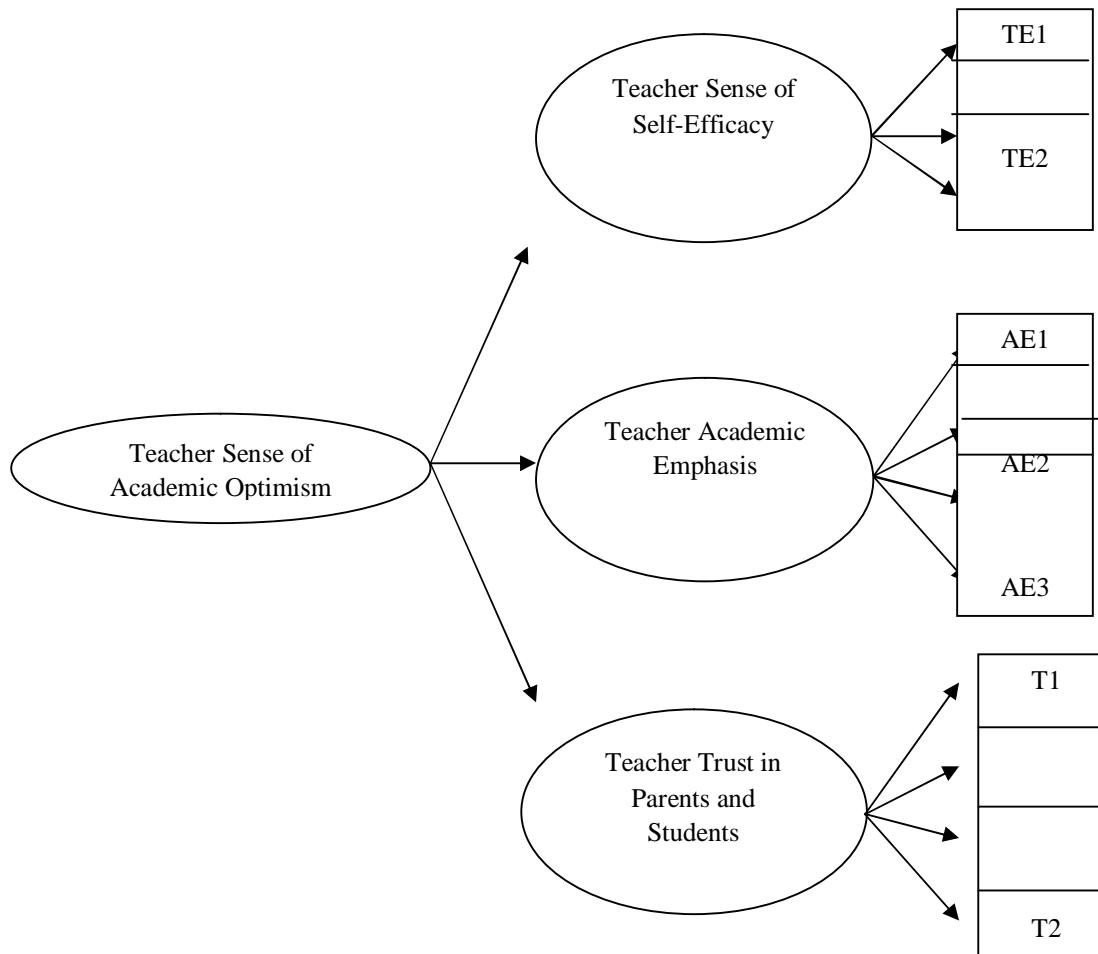 TE1
Teacher Sense of
Self-Efficacy
TE2
AE1
Teacher Academic
Emphasis
AE2
Teacher Sense of
Academic Optimism
AE3
T1
Teacher Trust in
Parents and
Students
T2